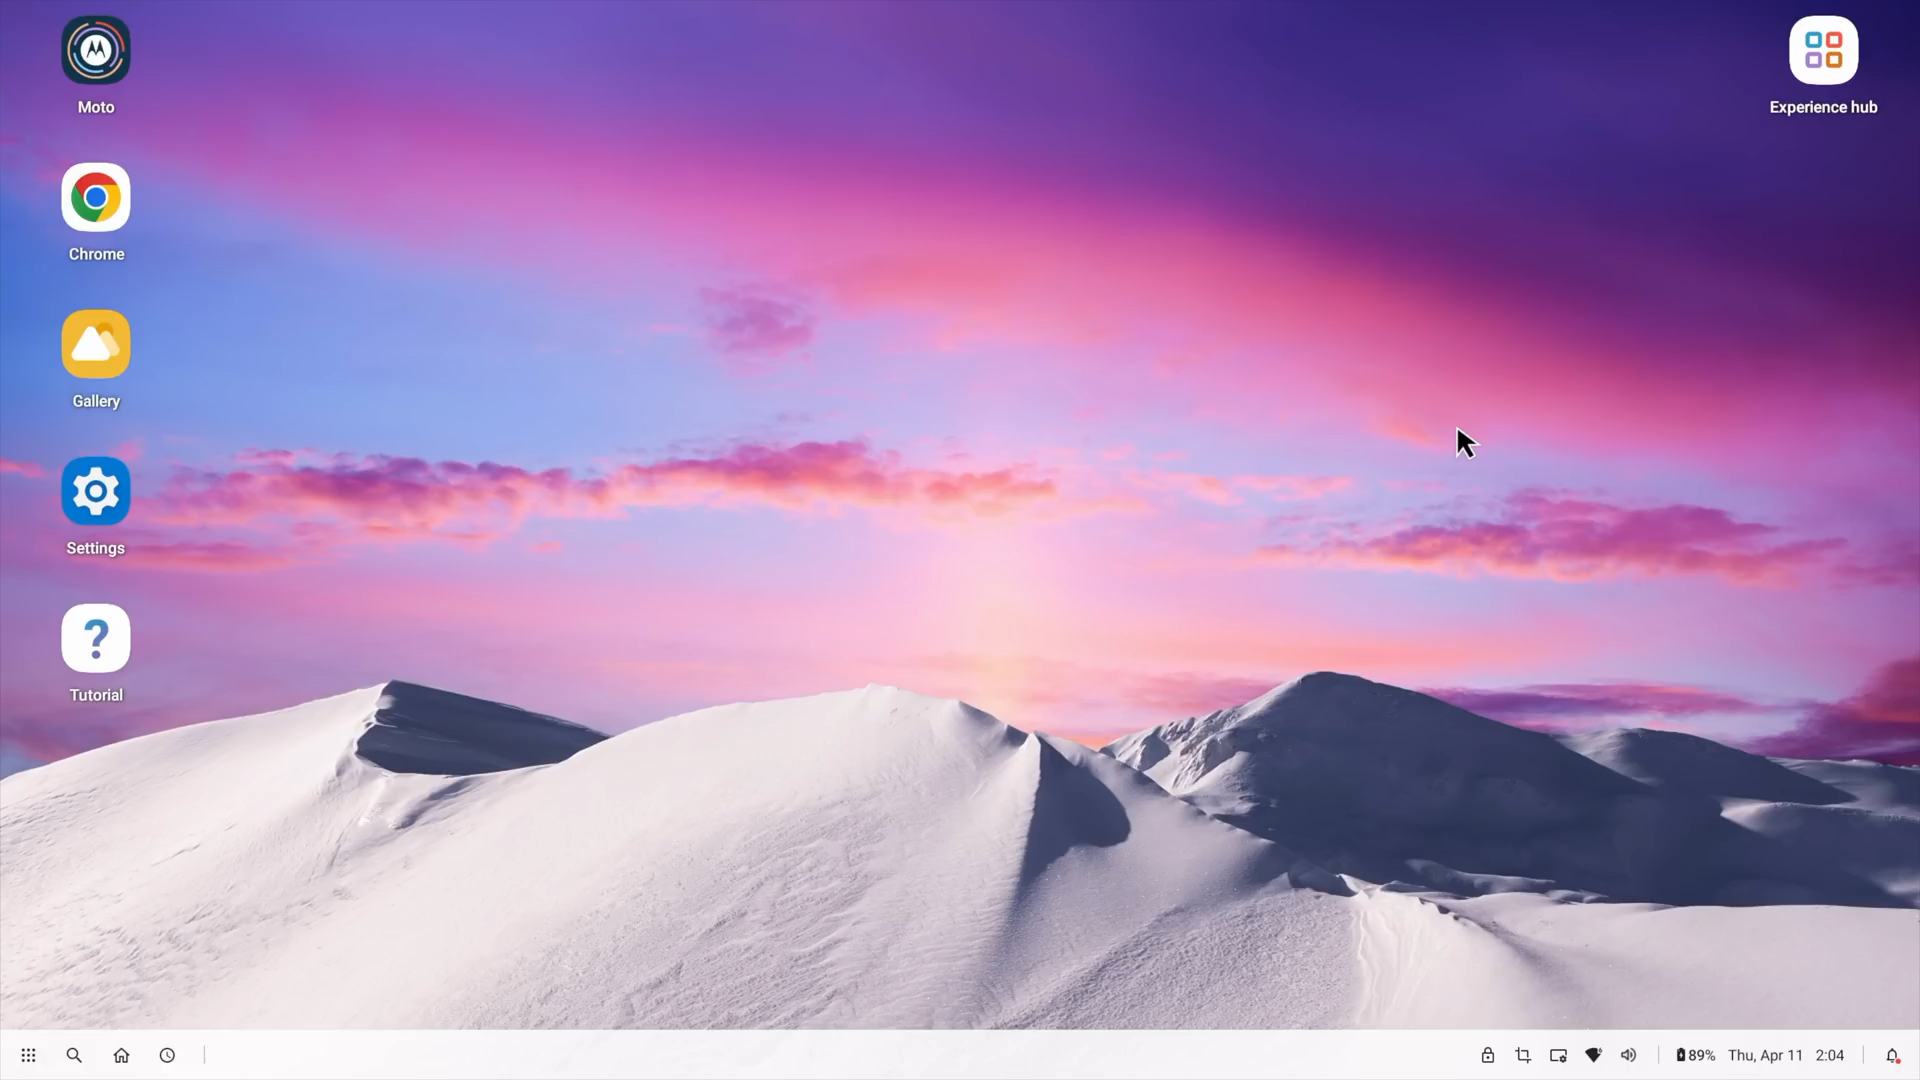 Moto
Experience hub
Chrome
Gallery
Settings
?
Tutorial
89% Thu, Apr 11 2:04